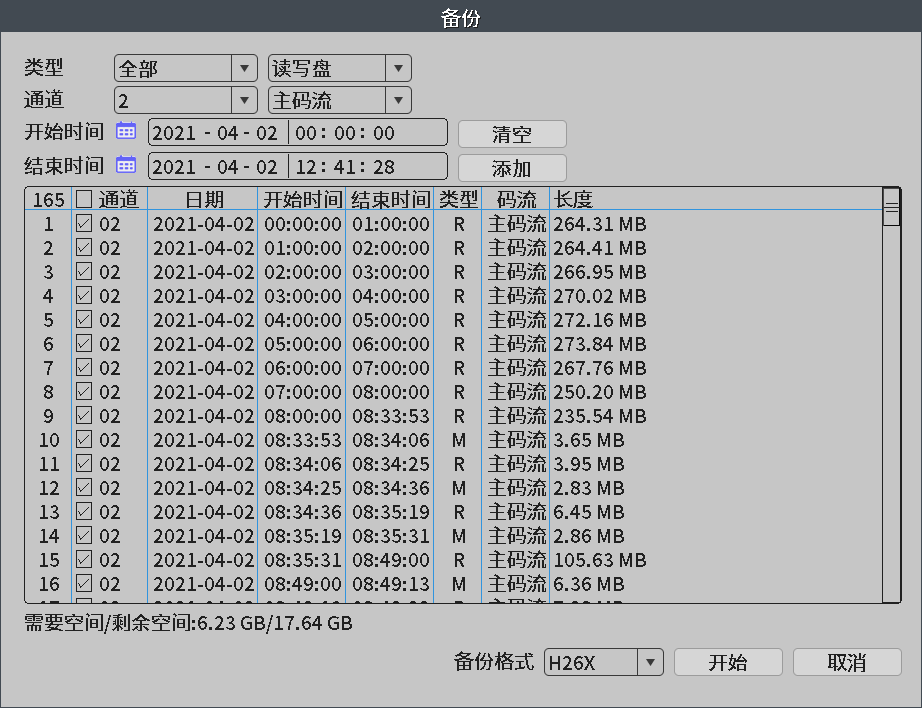 备份
类型 全部 读写盘
通道 2 主码流
开始时间 2021 - 04 - 02 00 : 00 : 00 清空
结束时间 2021 - 04 - 02 12 : 41 : 28 添加
165 通道 日期 开始时间 结束时间 类型 码流 长度
1 02 2021-04-02 00:00:00 01:00:00 R 主码流 264.31 MB
2 02 2021-04-02 01:00:00 02:00:00 R 主码流 264.41 MB
3 02 2021-04-02 02:00:00 03:00:00 R 主码流 266.95 MB
4 02 2021-04-02 03:00:00 04:00:00 R 主码流 270.02 MB
5 02 2021-04-02 04:00:00 05:00:00 R 主码流 272.16 MB
6 02 2021-04-02 05:00:00 06:00:00 R 主码流 273.84 MB
7 02 2021-04-02 06:00:00 07:00:00 R 主码流 267.76 MB
8 02 2021-04-02 07:00:00 08:00:00 R 主码流 250.20 MB
9 02 2021-04-02 08:00:00 08:33:53 R 主码流 235.54 MB
10 02 2021-04-02 08:33:53 08:34:06 M 主码流 3.65 MB
11 02 2021-04-02 08:34:06 08:34:25 R 主码流 3.95 MB
12 02 2021-04-02 08:34:25 08:34:36 M 主码流 2.83 MB
13 02 2021-04-02 08:34:36 08:35:19 R 主码流 6.45 MB
14 02 2021-04-02 08:35:19 08:35:31 M 主码流 2.86 MB
15 02 2021-04-02 08:35:31 08:49:00 R 主码流 105.63 MB
16 02 2021-04-02 08:49:00 08:49:13 M 主码流 6.36 MB
需要空间/剩余空间:6.23 GB/17.64 GB
备份格式 H26X 开始 取消